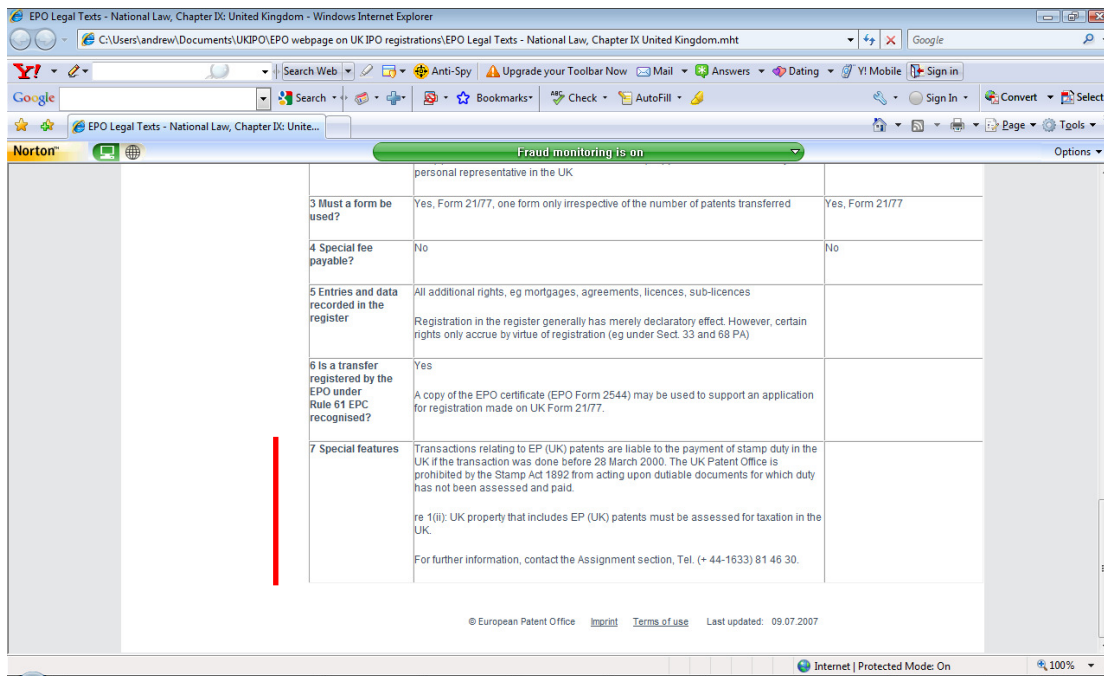 EPO Legal Texts - National Law, Chapter IX: United Kingdom - Windows Internet Explorer
C:\Users\andrew\Documents\UKIPO\EPO webpage on UK IPO registrations\EPO Legal Texts - National Law, Chapter IX United Kingdom.mht
Google
Y! Search Web Anti-Spy Upgrade your Toolbar Now Mail Answers Dating Y! Mobile Sign in
Google Search Bookmarks Check AutoFill Sign In Convert Select
EPO Legal Texts - National Law, Chapter IX: Unite... Page Tools
Norton Fraud monitoring is on Options
personal representative in the UK
3 Must a form be used?
Yes, Form 21/77, one form only irrespective of the number of patents transferred
Yes, Form 21/77
4 Special fee payable?
No
No
5 Entries and data recorded in the register
All additional rights, eg mortgages, agreements, licences, sub-licences
Registration in the register generally has merely declaratory effect. However, certain
rights only accrue by virtue of registration (eg under Sect. 33 and 68 PA)
6 Is a transfer
registered by the
EPO under
Rule 61 EPC
recognised?
Yes
A copy of the EPO certificate (EPO Form 2544) may be used to support an application
for registration made on UK Form 21/77.
7 Special features
Transactions relating to EP (UK) patents are liable to the payment of stamp duty in the
UK if the transaction was done before 28 March 2000. The UK Patent Office is
prohibited by the Stamp Act 1892 from acting upon dutiable documents for which duty
has not been assessed and paid.
re 1(ii): UK property that includes EP (UK) patents must be assessed for taxation in the
UK.
For further information, contact the Assignment section, Tel. (+ 44-1633) 81 46 30.
© European Patent Office Imprint Terms of use Last updated: 09.07.2007
Internet | Protected Mode: On 100%